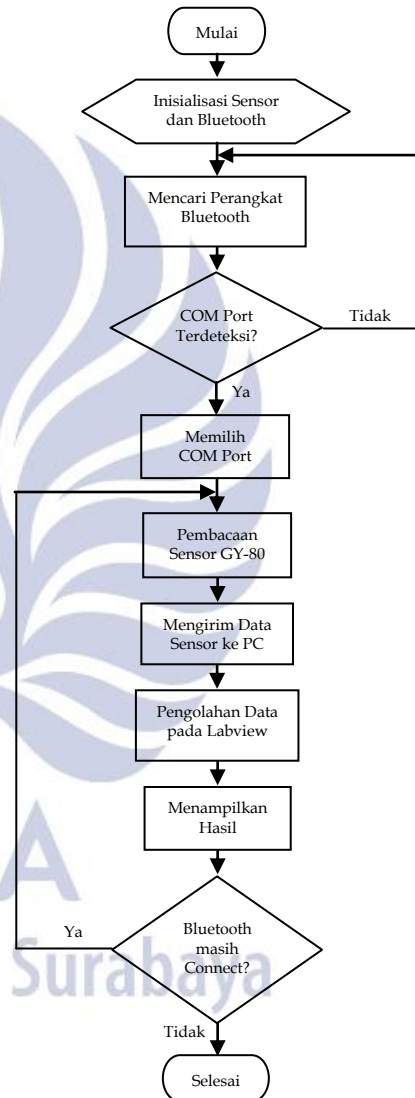 Mulai
Inisialisasi Sensor
dan Bluetooth
Mencari Perangkat
Bluetooth
COM Port
Terdeteksi?
Tidak
Ya
Memilih
COM Port
Pembacaan
Sensor GY-80
Mengirim Data
Sensor ke PC
Pengolahan Data
pada Labview
Menampilkan
Hasil
A
Ya
Bluetooth
masih
Connect?
Surabaya
Tidak
Selesai